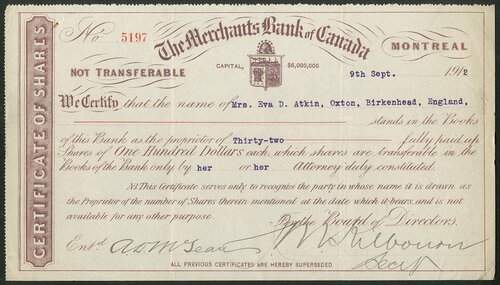 CERTIFICATE OF SHARES
No. 5197
The Merchants Bank of Canada
MONTREAL
NOT TRANSFERABLE
CAPITAL, $6,000,000
9th Sept. 1912
We Certify that the name of Mrs. Eva D. Atkin, Oxton, Birkenhead, England,
stands in the Books
of this Bank as the proprietor of Thirty-two fully paid up
Shares of One Hundred Dollars each, which shares are transferable in the
Books of the Bank only by her or her Attorney duly constituted.
N.B This Certificate serves only to recognize the party in whose name it is drawn as
the Proprietor of the number of Shares therein mentioned at the date which it bears and is not
available for any other purpose.
For the Board of Directors.
Entd.
Secy
ALL PREVIOUS CERTIFICATES ARE HEREBY SUPERSEDED